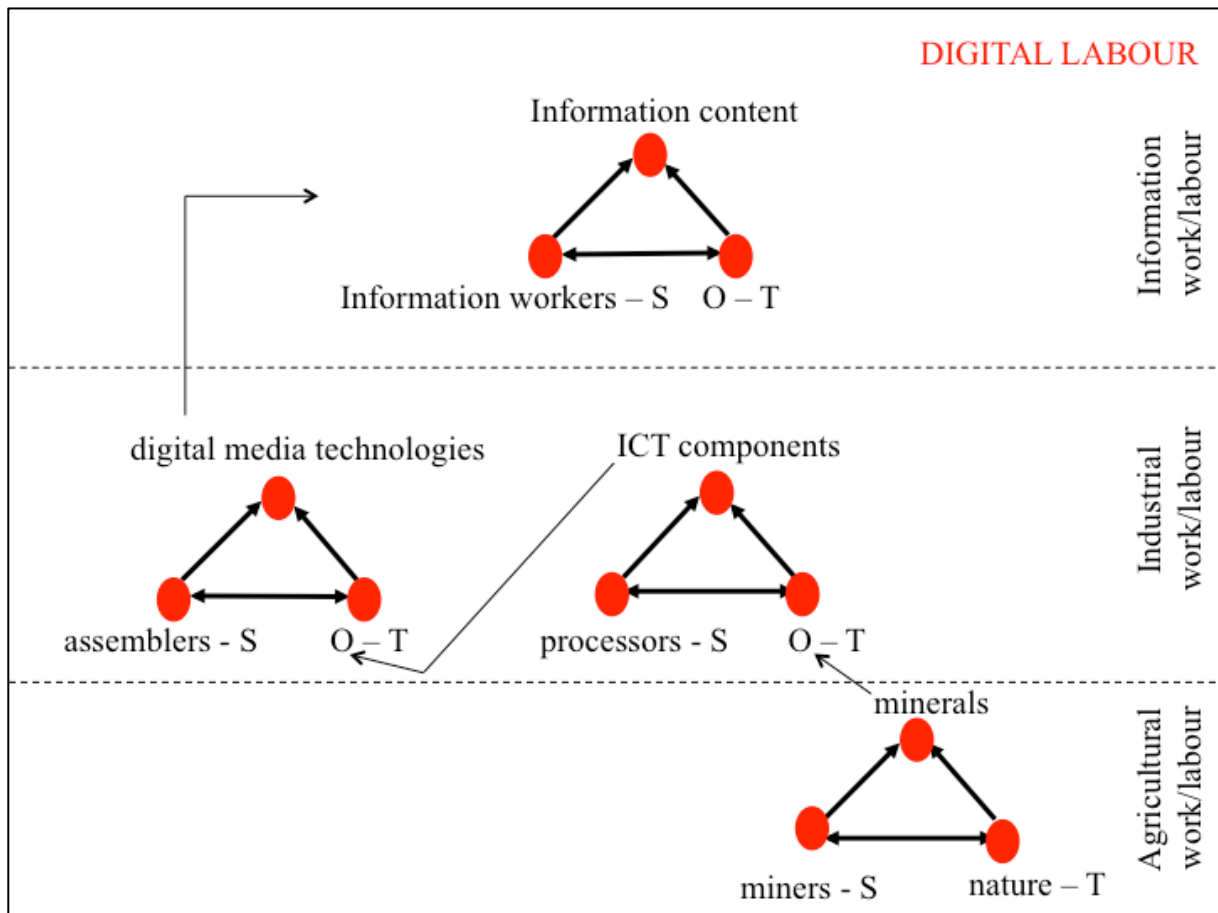 DIGITAL LABOUR
Information content
Information workers – S
O – T
Information
work/labour
digital media technologies
ICT components
assemblers - S
O – T
processors - S
O – T
Industrial
work/labour
minerals
miners - S
nature – T
Agricultural
work/labour